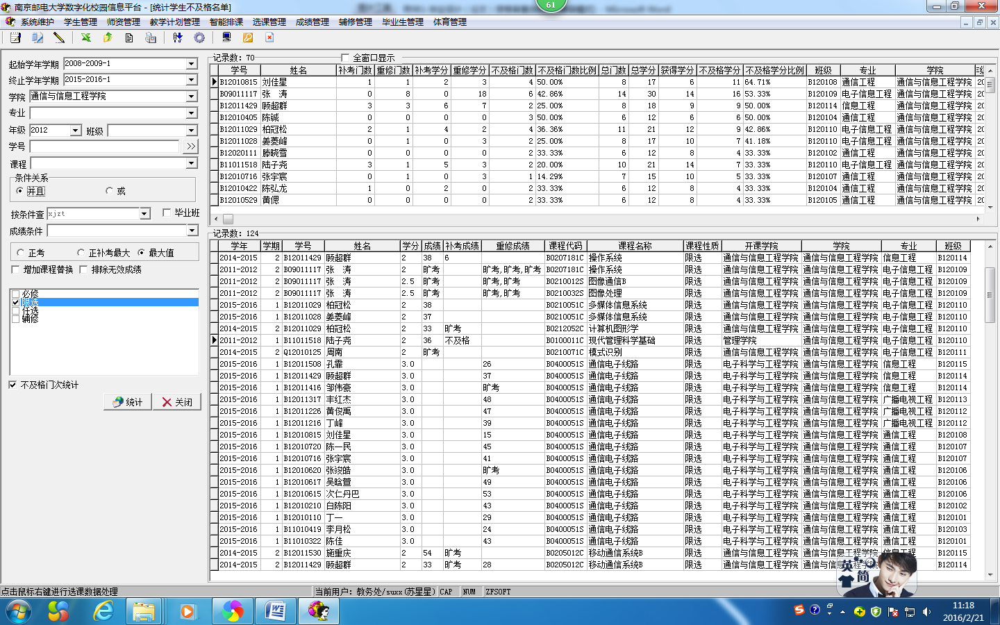 南京邮电大学数字化校园信息平台 - [统计学生不及格名单]
61
系统维护 学生管理 师资管理 教学计划管理 智能排课 选课管理 成绩管理 辅修管理 毕业生管理 体育管理
起始学年学期 2008-2009-1
终止学年学期 2015-2016-1
学院 通信与信息工程学院
专业
年级 2012 班级
学号 >>
课程
条件关系
并且 或
按条件查 xjzt 毕业班
成绩条件
正考 正补考最大 最大值
增加课程替换 排除无效成绩
必修
限选
任选
辅修
不及格门次统计
统计 关闭
记录数: 70 全窗口显示
学号 姓名 补考门数 重修门数 补考学分 重修学分 不及格门数 不及格门数比例 总门数 总学分 获得学分 不及格学分 不及格学分比例 班级 专业 学院
B12010815 刘佳星 1 1 2 3 4 50.00% 8 17 6 11 64.71% B120108 通信工程 通信与信息工程学院 20
B09011117 张 涛 0 8 0 18 6 42.86% 14 30 14 16 53.33% B120109 电子信息工程 通信与信息工程学院 20
B12011429 顾超群 3 3 6 7 2 25.00% 8 18 9 9 50.00% B120114 信息工程 通信与信息工程学院 20
B12010405 陈铖 0 0 0 0 3 50.00% 6 12 6 6 50.00% B120104 通信工程 通信与信息工程学院 20
B12011029 柏冠松 2 1 4 2 4 36.36% 11 21 12 9 42.86% B120110 电子信息工程 通信与信息工程学院 20
B12011028 姜菱峰 0 1 0 3 2 25.00% 8 17 10 7 41.18% B120110 电子信息工程 通信与信息工程学院 20
B12020111 滕晓雪 0 0 0 0 2 33.33% 6 12 8 4 33.33% B120102 通信工程 通信与信息工程学院 20
B11011518 陆子尧 3 1 5 3 2 20.00% 10 21 14 7 33.33% B120110 电子信息工程 通信与信息工程学院 20
B12010716 张宇宸 0 1 0 3 1 14.29% 7 15 10 5 33.33% B120107 通信工程 通信与信息工程学院 20
B12010422 陈弘龙 1 0 2 0 2 33.33% 6 12 8 4 33.33% B120104 通信工程 通信与信息工程学院 20
B12010529 黄偲 0 0 0 0 2 33.33% 6 12 8 4 33.33% B120105 通信工程 通信与信息工程学院 20
记录数: 124
学年 学期 学号 姓名 学分 成绩 补考成绩 重修成绩 课程代码 课程名称 课程性质 开课学院 学院 专业 班级
2014-2015 2 B12011429 顾超群 2 38 6 B0207181C 操作系统 限选 通信与信息工程学院 通信与信息工程学院 信息工程 B120114
2011-2012 2 B09011117 张 涛 2 旷考 旷考,旷考,旷考 B0207181C 操作系统 限选 通信与信息工程学院 通信与信息工程学院 电子信息工程 B120109
2011-2012 2 B09011117 张 涛 2.5 旷考 旷考,旷考 B0210012S 图像通信B 限选 通信与信息工程学院 通信与信息工程学院 电子信息工程 B120109
2011-2012 2 B09011117 张 涛 2.5 旷考 旷考,旷考 B0210032S 图像处理 限选 通信与信息工程学院 通信与信息工程学院 电子信息工程 B120109
2015-2016 1 B12011029 柏冠松 2 38 B0210051C 多媒体信息系统 限选 通信与信息工程学院 通信与信息工程学院 电子信息工程 B120110
2015-2016 1 B12011028 姜菱峰 2 37 B0210051C 多媒体信息系统 限选 通信与信息工程学院 通信与信息工程学院 电子信息工程 B120110
2014-2015 2 B12011029 柏冠松 2 33 旷考 B0212052C 计算机图形学 限选 通信与信息工程学院 通信与信息工程学院 电子信息工程 B120110
2011-2012 1 B11011518 陆子尧 2 36 不及格 B0100011C 现代管理科学基础 限选 管理学院 通信与信息工程学院 电子信息工程 B120110
2014-2015 2 Q12010125 周南 2 旷考 B0210071C 模式识别 限选 通信与信息工程学院 通信与信息工程学院 电子信息工程 B120111
2015-2016 1 B12011508 孔霏 3.0 26 B0400051S 通信电子线路 限选 电子科学与工程学院 通信与信息工程学院 信息工程 B120115
2015-2016 1 B12011429 顾超群 3.0 37 B0400051S 通信电子线路 限选 电子科学与工程学院 通信与信息工程学院 信息工程 B120114
2015-2016 1 B12011416 邹伟豪 3.0 旷考 B0400051S 通信电子线路 限选 电子科学与工程学院 通信与信息工程学院 信息工程 B120114
2015-2016 1 B12011317 丰红杰 3.0 48 B0400051S 通信电子线路 限选 电子科学与工程学院 通信与信息工程学院 广播电视工程 B120113
2015-2016 1 B12011226 黄俊禹 3.0 47 B0400051S 通信电子线路 限选 电子科学与工程学院 通信与信息工程学院 广播电视工程 B120112
2015-2016 1 B12011216 丁峰 3.0 39 B0400051S 通信电子线路 限选 电子科学与工程学院 通信与信息工程学院 广播电视工程 B120112
2015-2016 1 B12010815 刘佳星 3.0 15 B0400051S 通信电子线路 限选 电子科学与工程学院 通信与信息工程学院 通信工程 B120108
2015-2016 1 B12010720 陈一民 3.0 45 B0400051S 通信电子线路 限选 电子科学与工程学院 通信与信息工程学院 通信工程 B120107
2015-2016 1 B12010716 张宇宸 3.0 41 B0400051S 通信电子线路 限选 电子科学与工程学院 通信与信息工程学院 通信工程 B120107
2015-2016 1 B12010620 张竣皓 3.0 旷考 B0400051S 通信电子线路 限选 电子科学与工程学院 通信与信息工程学院 通信工程 B120106
2015-2016 1 B12010617 吴晗萱 3.0 49 B0400051S 通信电子线路 限选 电子科学与工程学院 通信与信息工程学院 通信工程 B120106
2015-2016 1 B12010615 次仁丹巴 3.0 53 B0400051S 通信电子线路 限选 电子科学与工程学院 通信与信息工程学院 通信工程 B120106
2015-2016 1 B12010210 白陈阳 3.0 43 B0400051S 通信电子线路 限选 电子科学与工程学院 通信与信息工程学院 通信工程 B120102
2015-2016 1 B12010110 丁一 3.0 29 B0400051S 通信电子线路 限选 电子科学与工程学院 通信与信息工程学院 通信工程 B120101
2015-2016 1 B11010419 李月松 3.0 24 B0400051S 通信电子线路 限选 电子科学与工程学院 通信与信息工程学院 通信工程 B120103
2015-2016 1 B11010322 陈佳 3.0 43 B0400051S 通信电子线路 限选 电子科学与工程学院 通信与信息工程学院 通信工程 B120101
2014-2015 2 B12011530 施重庆 2 54 旷考 B0205012C 移动通信系统B 限选 通信与信息工程学院 通信与信息工程学院 信息工程 B120115
2014-2015 2 B12011429 顾超群 2 33 旷考 28 B0205012C 移动通信系统B 限选 通信与信息工程学院 通信与信息工程学院 信息工程 B120114
英
简
点击鼠标右键进行选课数据处理 当前用户: 教务处/suxx(苏星星) CAP NUM ZFSOFT
11:18
2016/2/21